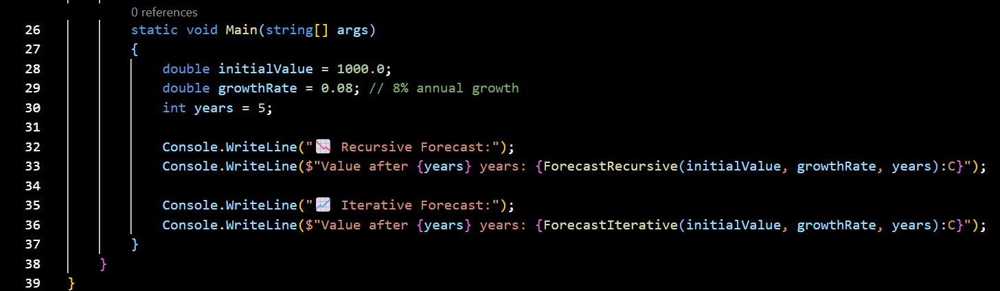 0 references
26 static void Main(string[] args)
27 {
28 double initialValue = 1000.0;
29 double growthRate = 0.08; // 8% annual growth
30 int years = 5;
31
32 Console.WriteLine("📉 Recursive Forecast:");
33 Console.WriteLine($"Value after {years} years: {ForecastRecursive(initialValue, growthRate, years):C}");
34
35 Console.WriteLine("📈 Iterative Forecast:");
36 Console.WriteLine($"Value after {years} years: {ForecastIterative(initialValue, growthRate, years):C}");
37 }
38 }
39 }